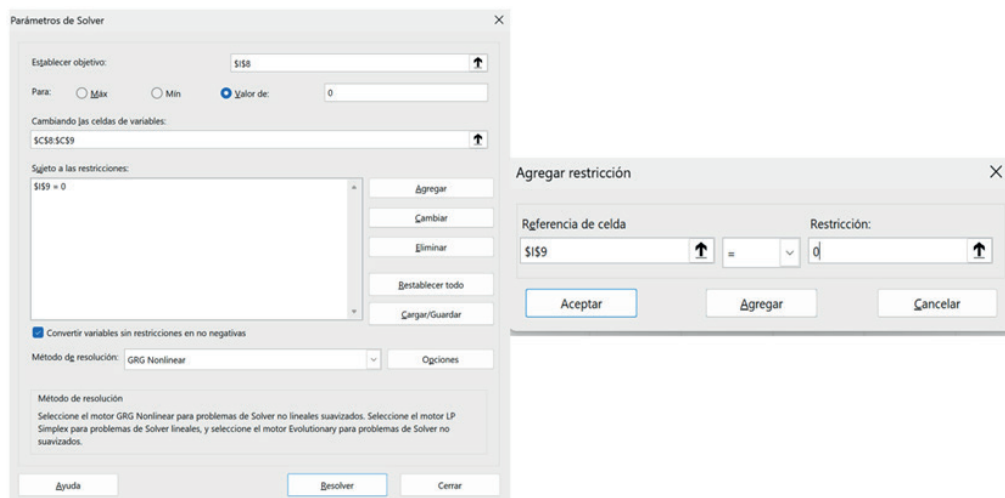 Parámetros de Solver
Establecer objetivo:
$I$8
Para:
Máx
Mín
Valor de:
0
Cambiando las celdas de variables:
$C$8:$C$9
Sujeto a las restricciones:
$I$9 = 0
Agregar
Cambiar
Eliminar
Restablecer todo
Cargar/Guardar
Convertir variables sin restricciones en no negativas
Método de resolución:
GRG Nonlinear
Opciones
Método de resolución
Seleccione el motor GRG Nonlinear para problemas de Solver no lineales suavizados. Seleccione el motor LP
Simplex para problemas de Solver lineales, y seleccione el motor Evolutionary para problemas de Solver no
suavizados.
Ayuda
Resolver
Cerrar
Agregar restricción
Referencia de celda
Restricción:
$I$9
=
0
Aceptar
Agregar
Cancelar